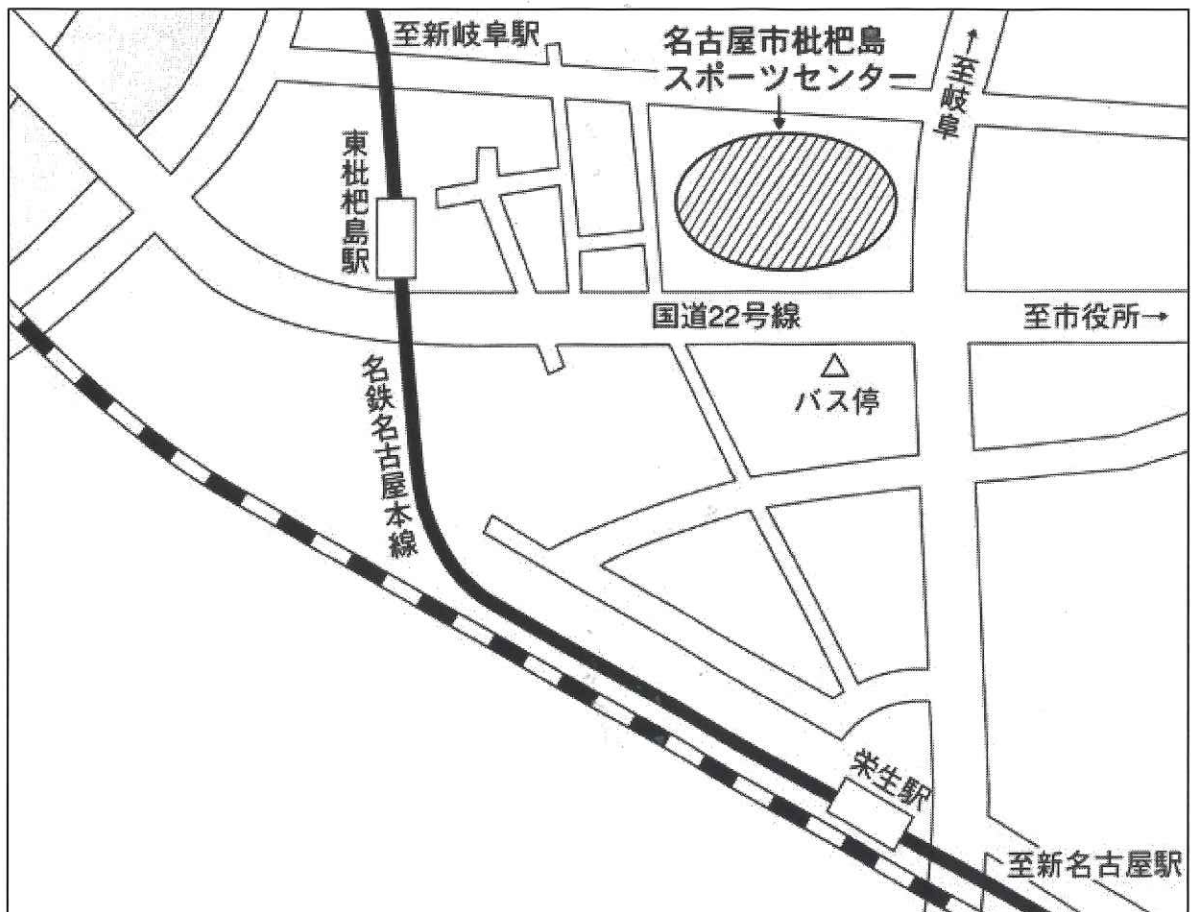 至新岐阜駅
名古屋市枇杷島
スポーツセンター
↑至岐阜
東枇杷島駅
国道22号線
至市役所→
バス停
名鉄名古屋本線
栄生駅
至新名古屋駅